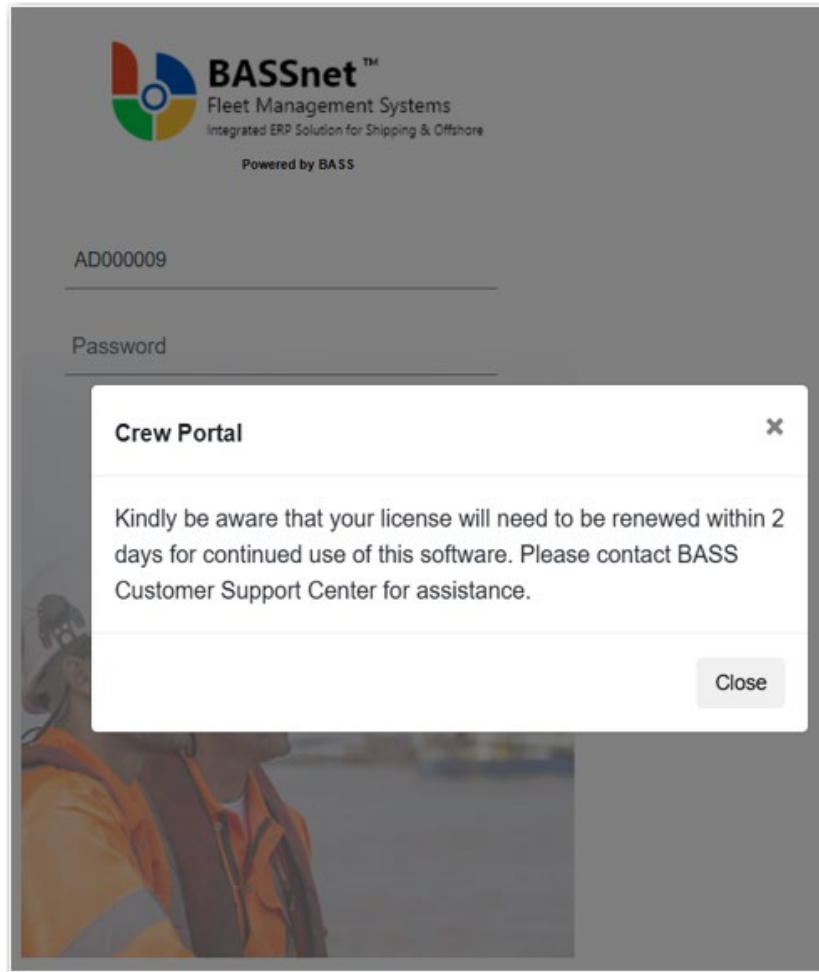 BASSnet™
Fleet Management Systems
Integrated ERP Solution for Shipping & Offshore
Powered by BASS
AD000009
Password
Crew Portal
Kindly be aware that your license will need to be renewed within 2
days for continued use of this software. Please contact BASS
Customer Support Center for assistance.
Close